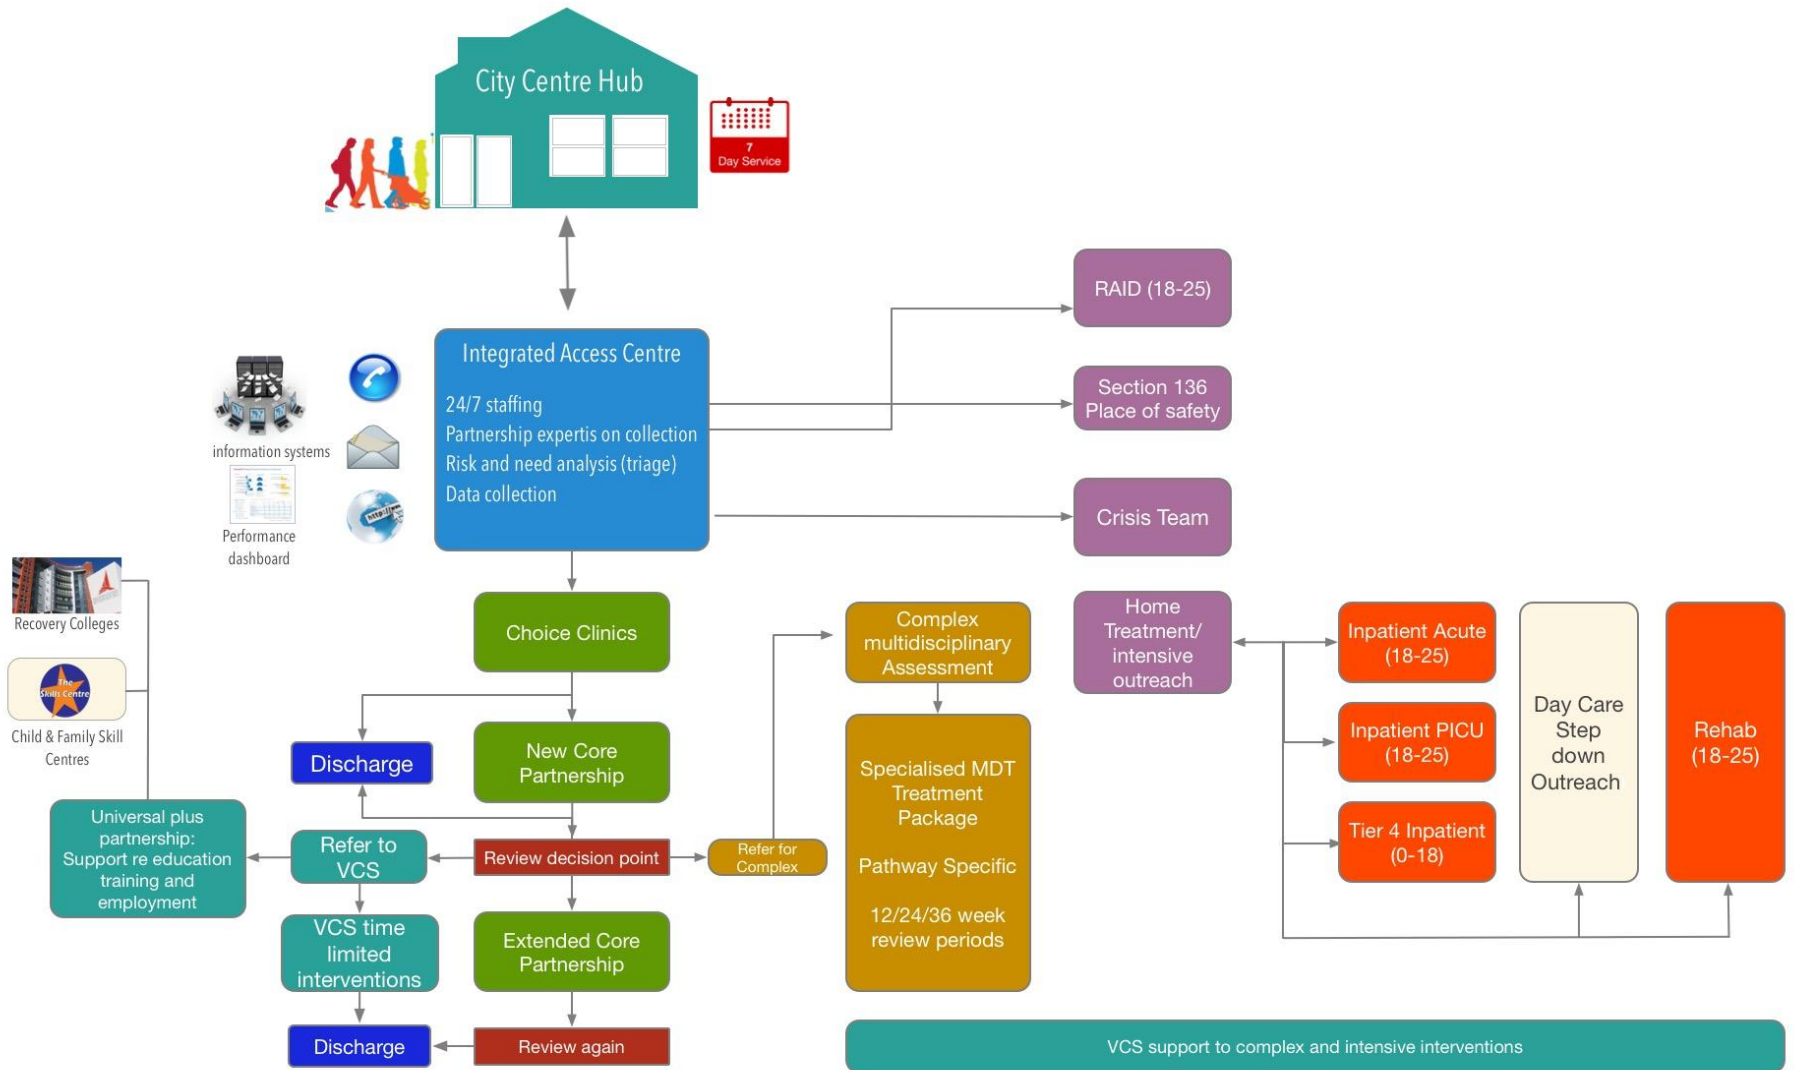 City Centre Hub
7
Day Service
Integrated Access Centre
24/7 staffing
Partnership expertis on collection
Risk and need analysis (triage)
Data collection
information systems
Performance
dashboard
http://
RAID (18-25)
Section 136
Place of safety
Crisis Team
Home
Treatment/
intensive
outreach
Recovery Colleges
The
Skills Centre
Child & Family Skill
Centres
Choice Clinics
Discharge
New Core
Partnership
Universal plus
partnership:
Support re education
training and
employment
Refer to
VCS
Review decision point
Refer for
Complex
VCS time
limited
interventions
Extended Core
Partnership
Discharge
Review again
Complex
multidisciplinary
Assessment
Specialised MDT
Treatment
Package
Pathway Specific
12/24/36 week
review periods
Inpatient Acute
(18-25)
Inpatient PICU
(18-25)
Tier 4 Inpatient
(0-18)
Day Care
Step
down
Outreach
Rehab
(18-25)
VCS support to complex and intensive interventions